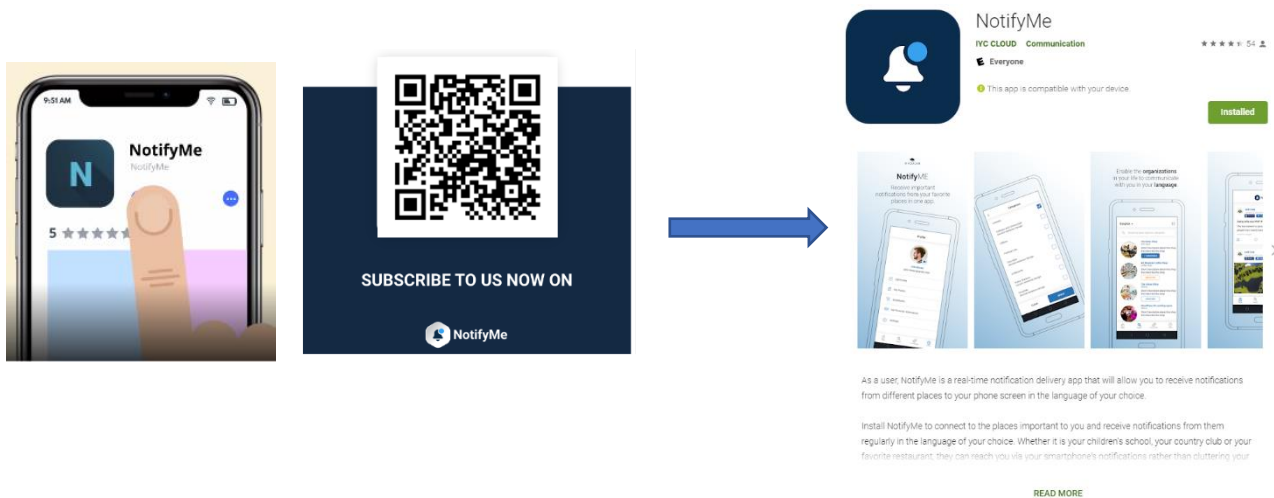 9:51 AM
N
NotifyMe
NotifyMe
5
SUBSCRIBE TO US NOW ON
NotifyMe
NotifyMe
IYC CLOUD Communication
54
E Everyone
This app is compatible with your device.
Installed
NotifyME
Receive important
notifications from your favorite
places in one app.
Enable the organizations
in your life to communicate
with you in your language
As a user, NotifyMe is a real-time notification delivery app that will allow you to receive notifications
from different places to your phone screen in the language of your choice.
Install NotifyMe to connect to the places important to you and receive notifications from them
regularly in the language of your choice. Whether it is your children's school, your country club or your
favorite restaurant, they can reach you via your smartphone's notifications rather than cluttering your
READ MORE